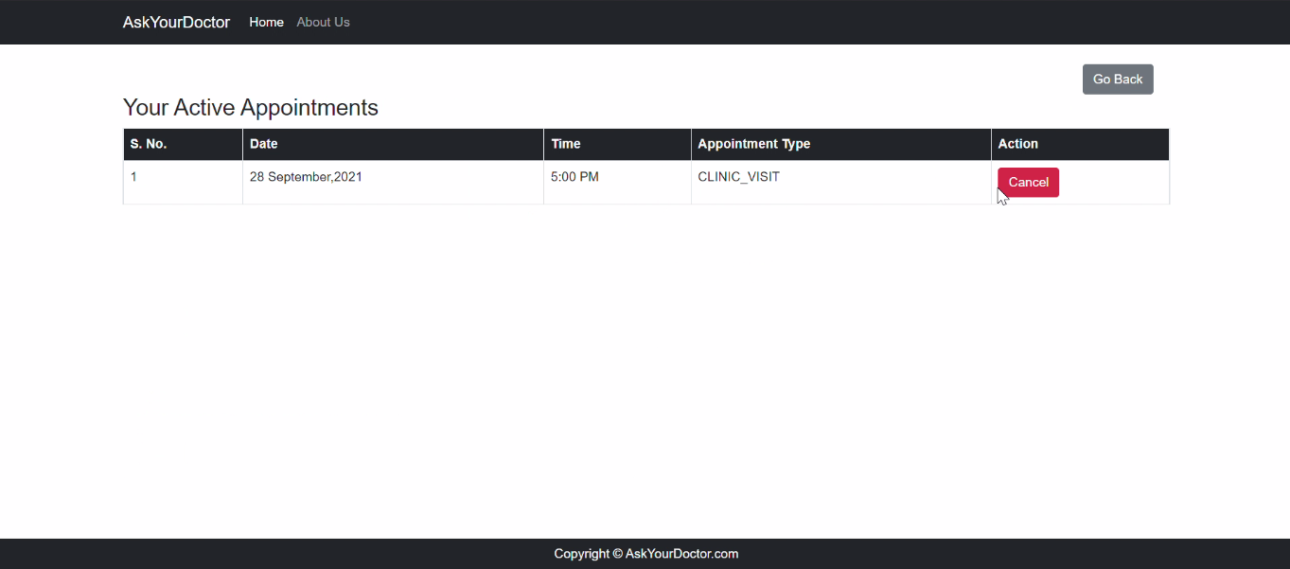 AskYourDoctor Home About Us
Go Back
Your Active Appointments
S. No. Date Time Appointment Type Action
1 28 September,2021 5:00 PM CLINIC_VISIT Cancel
Copyright © AskYourDoctor.com